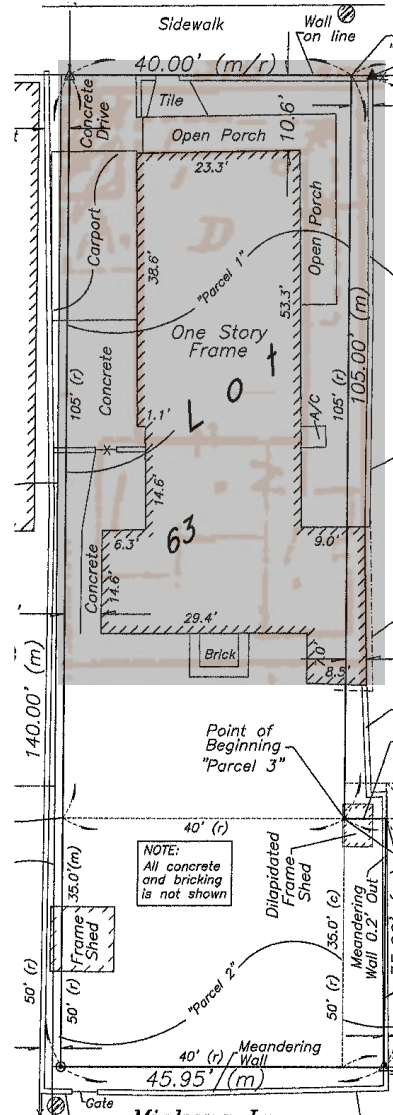 Sidewalk
Wall
on line
40.00' (m/r)
Concrete
Drive
Tile
10.6'
Open Porch
23.3'
D
Carport
38.6'
"Parcel 1"
53.3'
Open Porch
105.00' (m)
One Story
Frame
Lot
63
105' (r)
Concrete
1.1'
A/C
105' (r)
14.6'
6.3'
9.0'
Concrete
14.6'
29.4'
Brick
8.5'
140.00' (m)
Point of
Beginning
"Parcel 3"
40' (r)
NOTE:
All concrete
and bricking
is not shown
35.0'(m)
Dilapidated
Frame
Shed
35.0' (c)
Meandering
Wall 0.2' Out
Frame
Shed
50' (r)
50' (r)
"Parcel 2"
50' (r)
40' (r)
Meandering
Wall
45.95' (m)
Gate